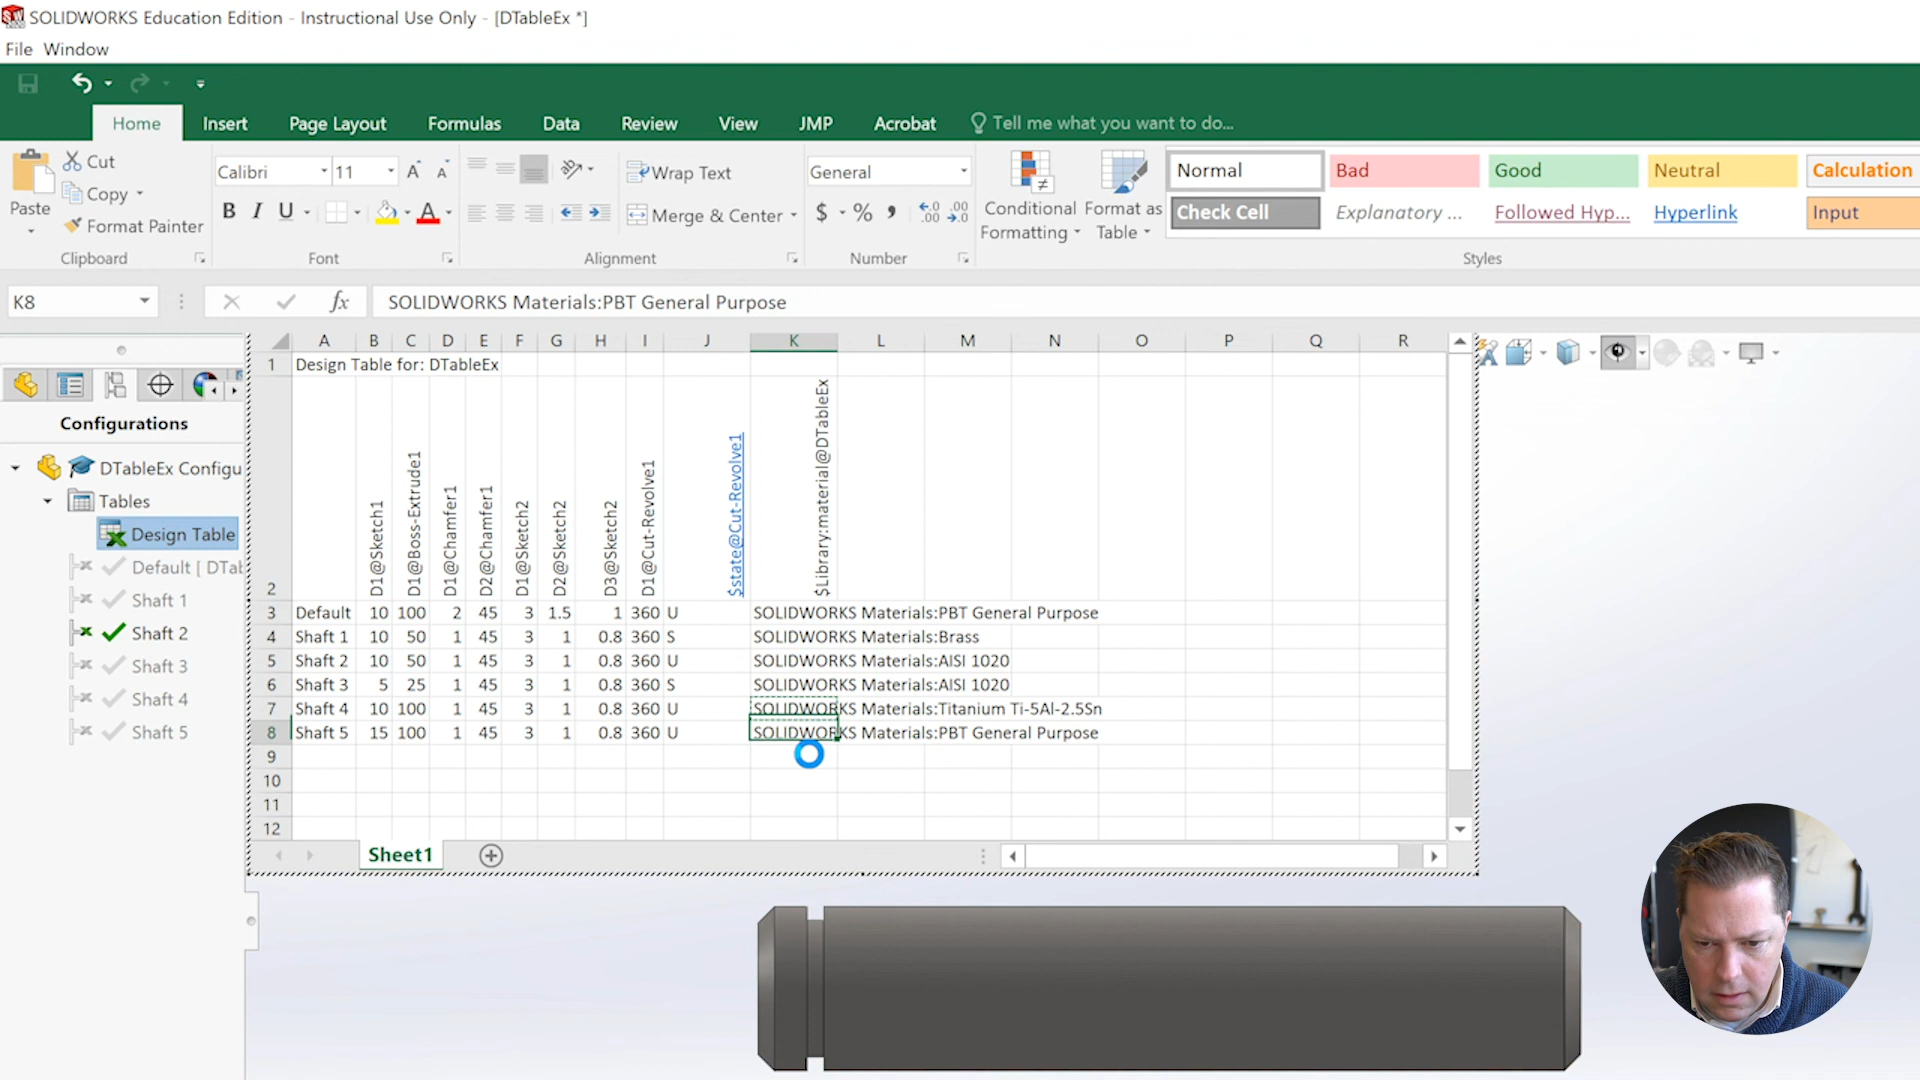 SOLIDWORKS Education Edition - Instructional Use Only - [DTableEx *]
File Window
Home Insert Page Layout Formulas Data Review View JMP Acrobat Tell me what you want to do...
Paste
Cut
Copy
Format Painter
Clipboard
Calibri 11
B I U
Font
Wrap Text
Merge & Center
Alignment
General
$ %
Number
Conditional
Formatting
Format as
Table
Normal Bad Good Neutral Calculation
Check Cell Explanatory ... Followed Hyp... Hyperlink Input
Styles
K8 fx SOLIDWORKS Materials:PBT General Purpose
Configurations
DTableEx Configu
Tables
Design Table
Default [ DTab
Shaft 1
Shaft 2
Shaft 3
Shaft 4
Shaft 5
A B C D E F G H I J K L M N O P Q R
1 Design Table for: DTableEx
2 D1@Sketch1 D1@Boss-Extrude1 D1@Chamfer1 D2@Chamfer1 D1@Sketch2 D2@Sketch2 D3@Sketch2 D1@Cut-Revolve1 $state@Cut-Revolve1 $Library:material@DTableEx
3 Default 10 100 2 45 3 1.5 1 360 U SOLIDWORKS Materials:PBT General Purpose
4 Shaft 1 10 50 1 45 3 1 0.8 360 S SOLIDWORKS Materials:Brass
5 Shaft 2 10 50 1 45 3 1 0.8 360 U SOLIDWORKS Materials:AISI 1020
6 Shaft 3 5 25 1 45 3 1 0.8 360 S SOLIDWORKS Materials:AISI 1020
7 Shaft 4 10 100 1 45 3 1 0.8 360 U SOLIDWORKS Materials:Titanium Ti-5Al-2.5Sn
8 Shaft 5 15 100 1 45 3 1 0.8 360 U SOLIDWORKS Materials:PBT General Purpose
9
10
11
12
Sheet1